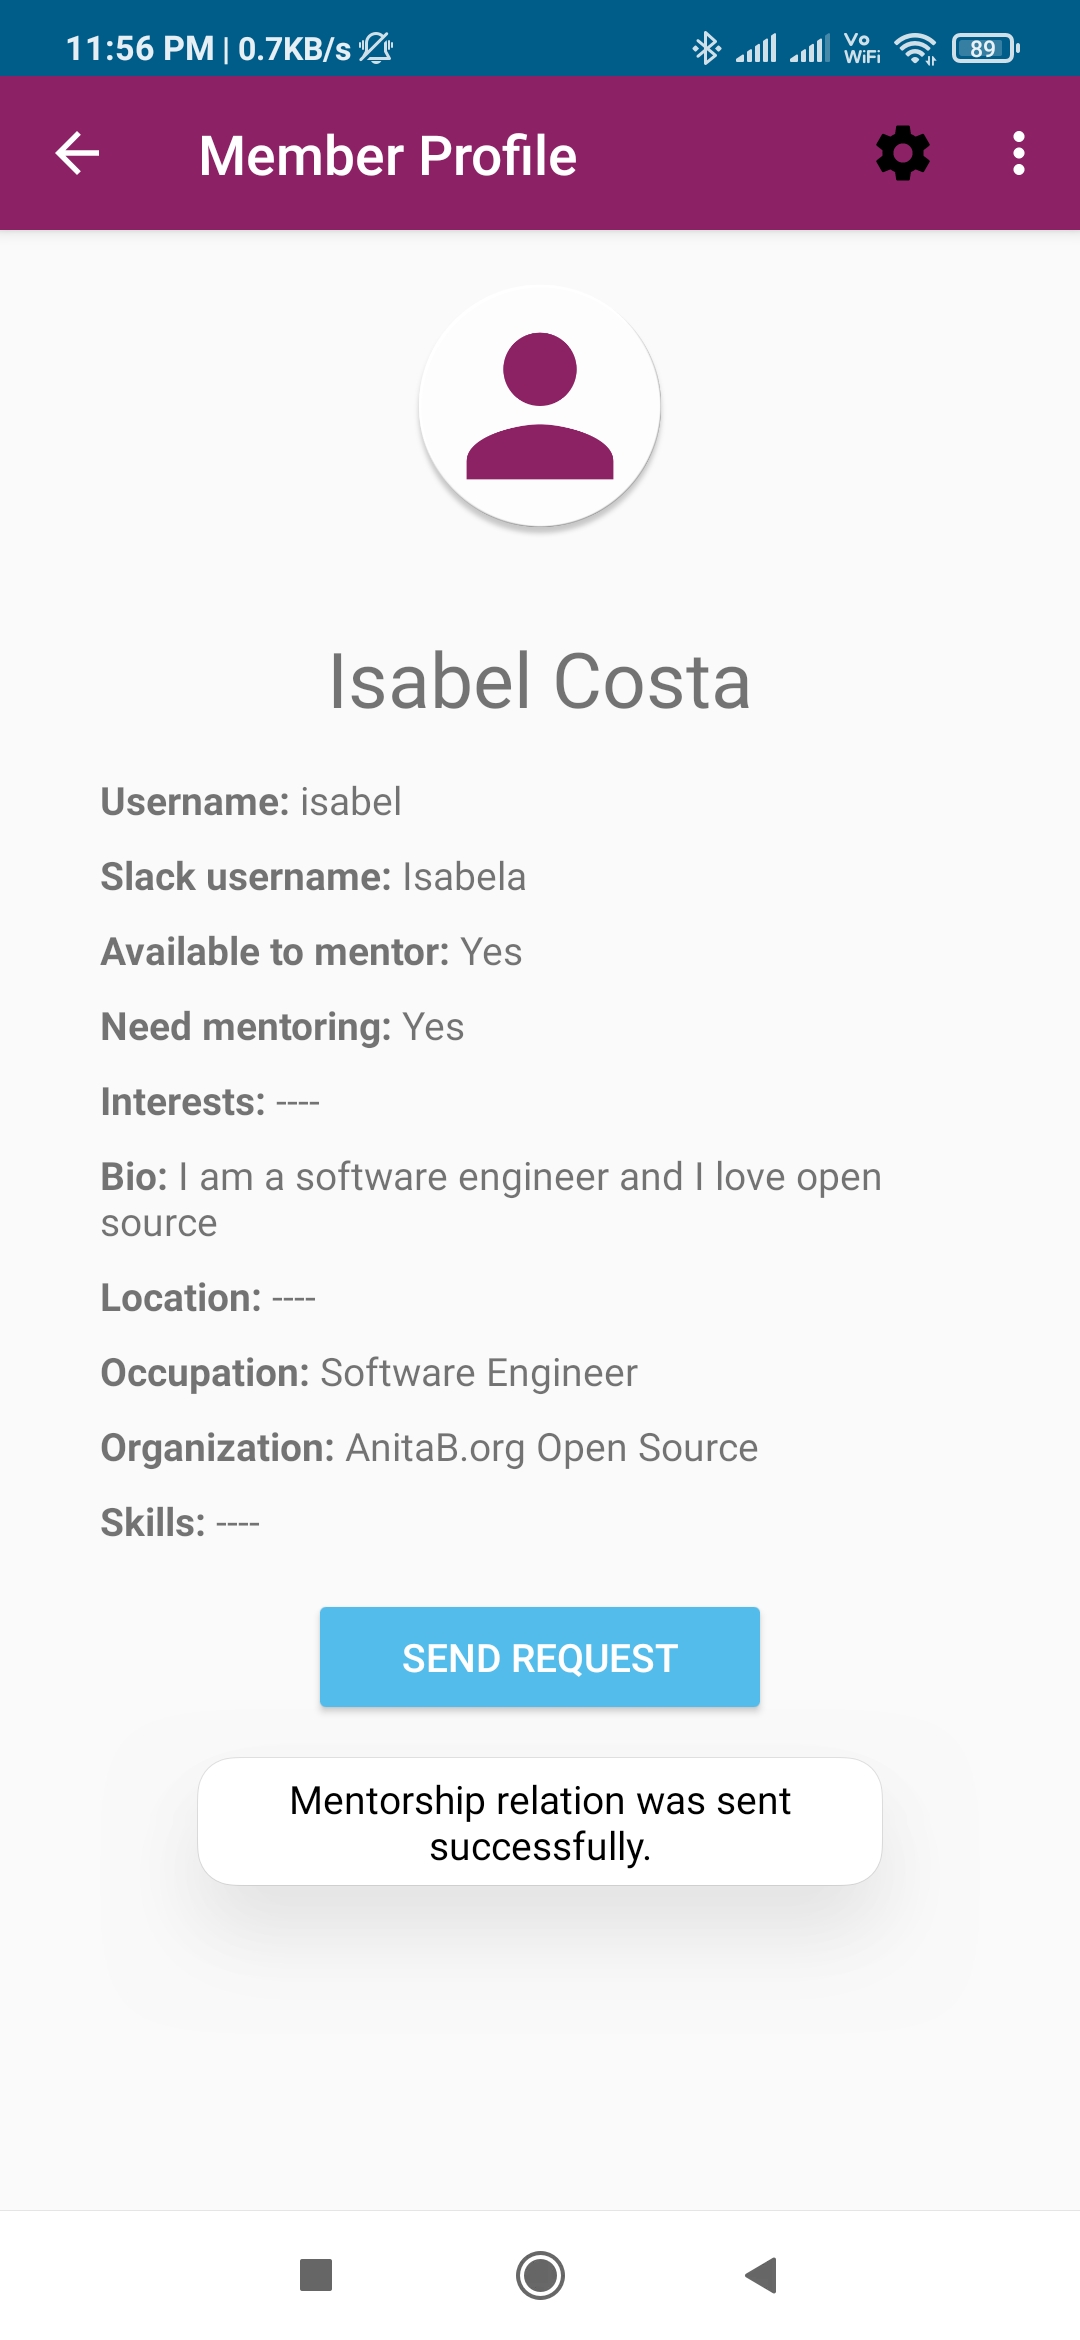 11:56 PM | 0.7KB/s Vo WiFi 89
Member Profile
Isabel Costa
Username: isabel
Slack username: Isabela
Available to mentor: Yes
Need mentoring: Yes
Interests: ----
Bio: I am a software engineer and I love open
source
Location: ----
Occupation: Software Engineer
Organization: AnitaB.org Open Source
Skills: ----
SEND REQUEST
Mentorship relation was sent
successfully.